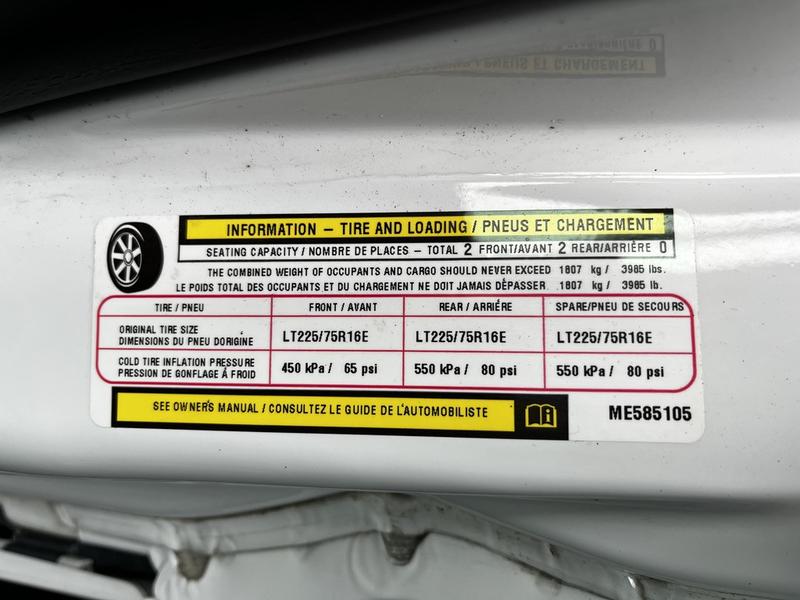 INFORMATION – TIRE AND LOADING / PNEUS ET CHARGEMENT
SEATING CAPACITY / NOMBRE DE PLACES – TOTAL 2 FRONT/AVANT 2 REAR/ARRIÈRE 0
THE COMBINED WEIGHT OF OCCUPANTS AND CARGO SHOULD NEVER EXCEED 1807 kg / 3985 lbs.
LE POIDS TOTAL DES OCCUPANTS ET DU CHARGEMENT NE DOIT JAMAIS DÉPASSER 1807 kg / 3985 lb.
TIRE / PNEU FRONT / AVANT REAR / ARRIÉRE SPARE/PNEU DE SECOURS
ORIGINAL TIRE SIZE
DIMENSIONS DU PNEU DORIGINE
LT225/75R16E LT225/75R16E LT225/75R16E
COLD TIRE INFLATION PRESSURE
PRESSION DE GONFLAGE À FROID
450 kPa / 65 psi 550 kPa / 80 psi 550 kPa / 80 psi
SEE OWNER'S MANUAL / CONSULTEZ LE GUIDE DE L'AUTOMOBILISTE
ME585105